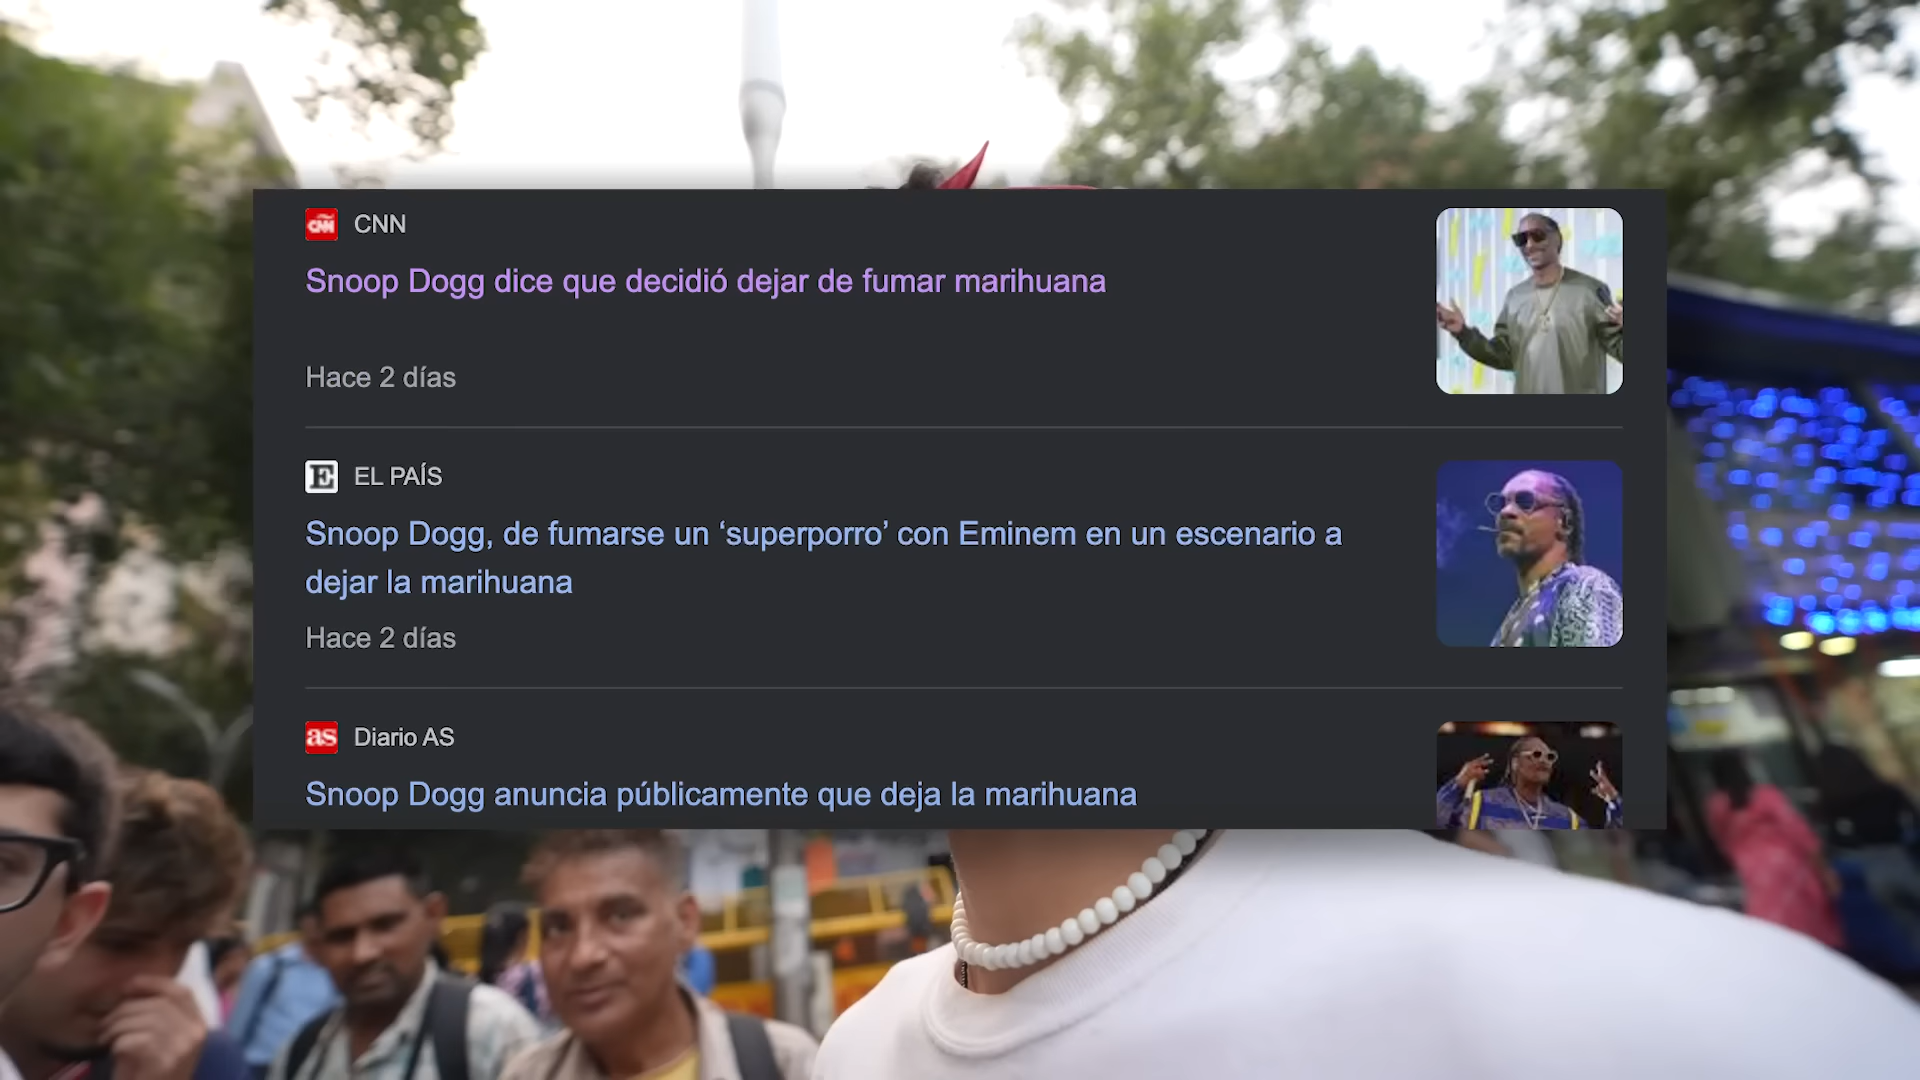 CNN
CNN
Snoop Dogg dice que decidió dejar de fumar marihuana
Hace 2 días
E
EL PAÍS
Snoop Dogg, de fumarse un ‘superporro’ con Eminem en un escenario a
dejar la marihuana
Hace 2 días
as
Diario AS
Snoop Dogg anuncia públicamente que deja la marihuana